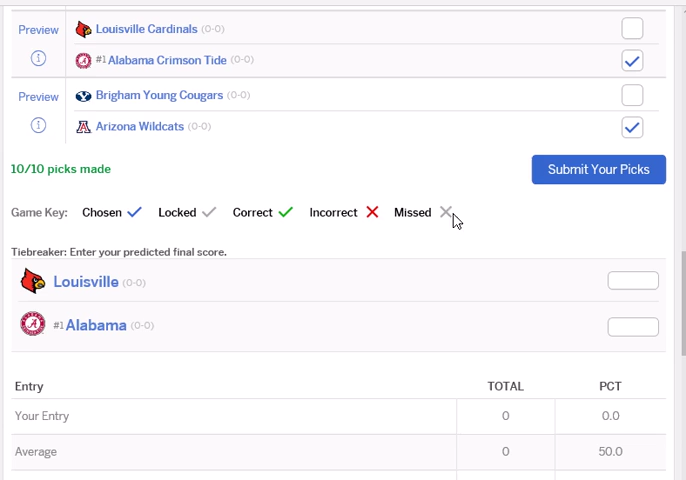 Preview
Louisville Cardinals (0-0)
#1 Alabama Crimson Tide (0-0)
Preview
Brigham Young Cougars (0-0)
Arizona Wildcats (0-0)
10/10 picks made
Submit Your Picks
Game Key: Chosen Locked Correct Incorrect Missed
Tiebreaker: Enter your predicted final score.
Louisville (0-0)
#1 Alabama (0-0)
Entry TOTAL PCT
Your Entry 0 0.0
Average 0 50.0